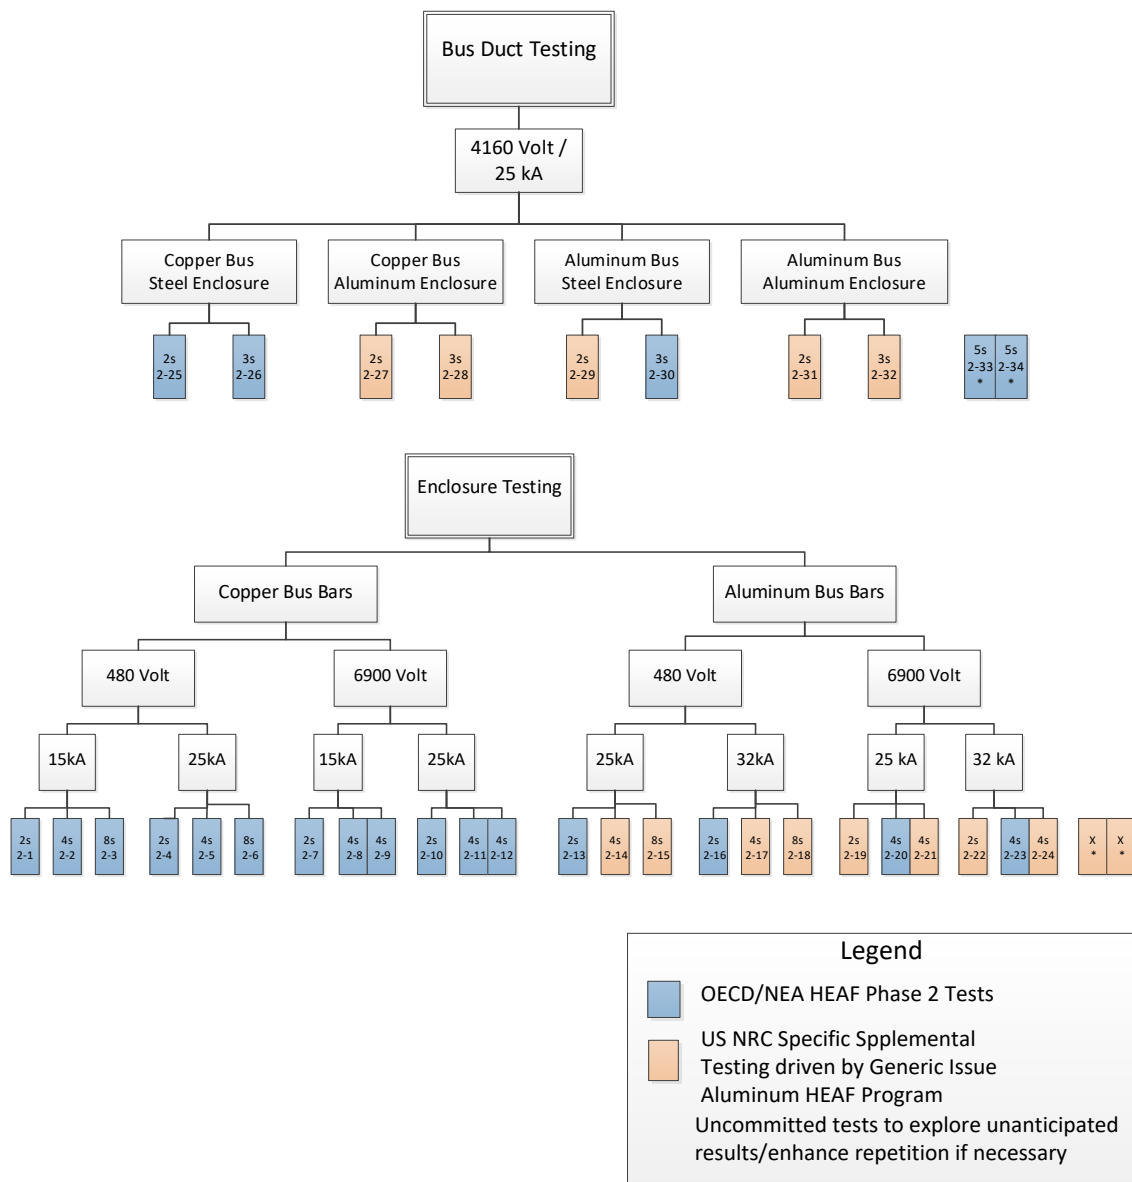 Bus Duct Testing
4160 Volt /
25 kA
Copper Bus
Steel Enclosure
Copper Bus
Aluminum Enclosure
Aluminum Bus
Steel Enclosure
Aluminum Bus
Aluminum Enclosure
2s
2-25
3s
2-26
2s
2-27
3s
2-28
2s
2-29
3s
2-30
2s
2-31
3s
2-32
5s
2-33
*
5s
2-34
*
Enclosure Testing
Copper Bus Bars
Aluminum Bus Bars
480 Volt
6900 Volt
480 Volt
6900 Volt
15kA
25kA
15kA
25kA
25kA
32kA
25 kA
32 kA
2s
2-1
4s
2-2
8s
2-3
2s
2-4
4s
2-5
8s
2-6
2s
2-7
4s
2-8
4s
2-9
2s
2-10
4s
2-11
4s
2-12
2s
2-13
4s
2-14
8s
2-15
2s
2-16
4s
2-17
8s
2-18
2s
2-19
4s
2-20
4s
2-21
2s
2-22
4s
2-23
4s
2-24
X
*
X
*
Legend
OECD/NEA HEAF Phase 2 Tests
US NRC Specific Spplemental
Testing driven by Generic Issue
Aluminum HEAF Program
Uncommitted tests to explore unanticipated
results/enhance repetition if necessary